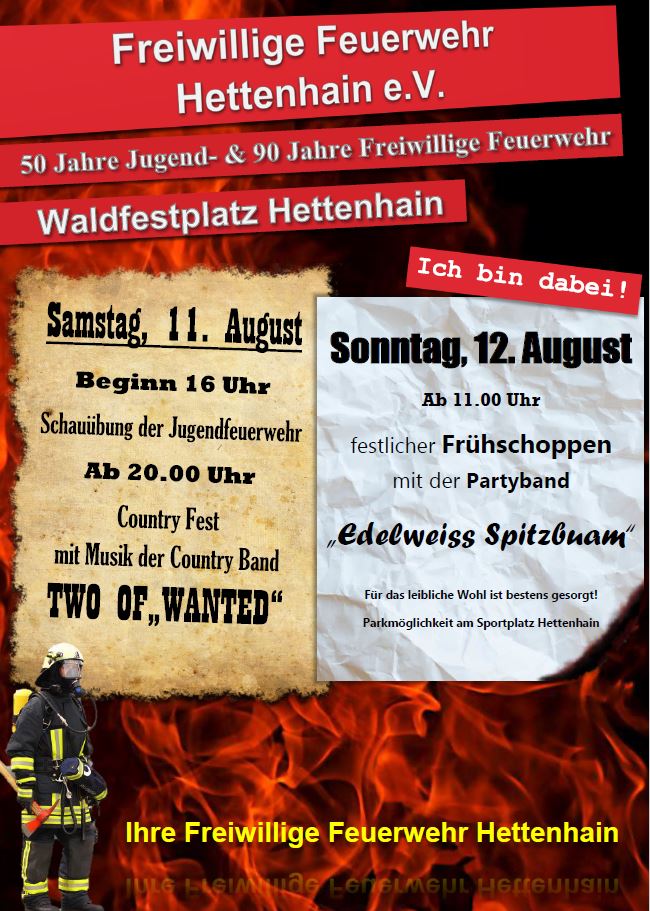 Freiwillige Feuerwehr
Hettenhain e.V.
50 Jahre Jugend- & 90 Jahre Freiwillige Feuerwehr
Waldfestplatz Hettenhain
Ich bin dabei!
Samstag, 11. August
Beginn 16 Uhr
Schauübung der Jugendfeuerwehr
Ab 20.00 Uhr
Country Fest
mit Musik der Country Band
TWO OF„WANTED“
Sonntag, 12. August
Ab 11.00 Uhr
festlicher Frühschoppen
mit der Partyband
„Edelweiss Spitzbuam“
Für das leibliche Wohl ist bestens gesorgt!
Parkmöglichkeit am Sportplatz Hettenhain
Ihre Freiwillige Feuerwehr Hettenhain